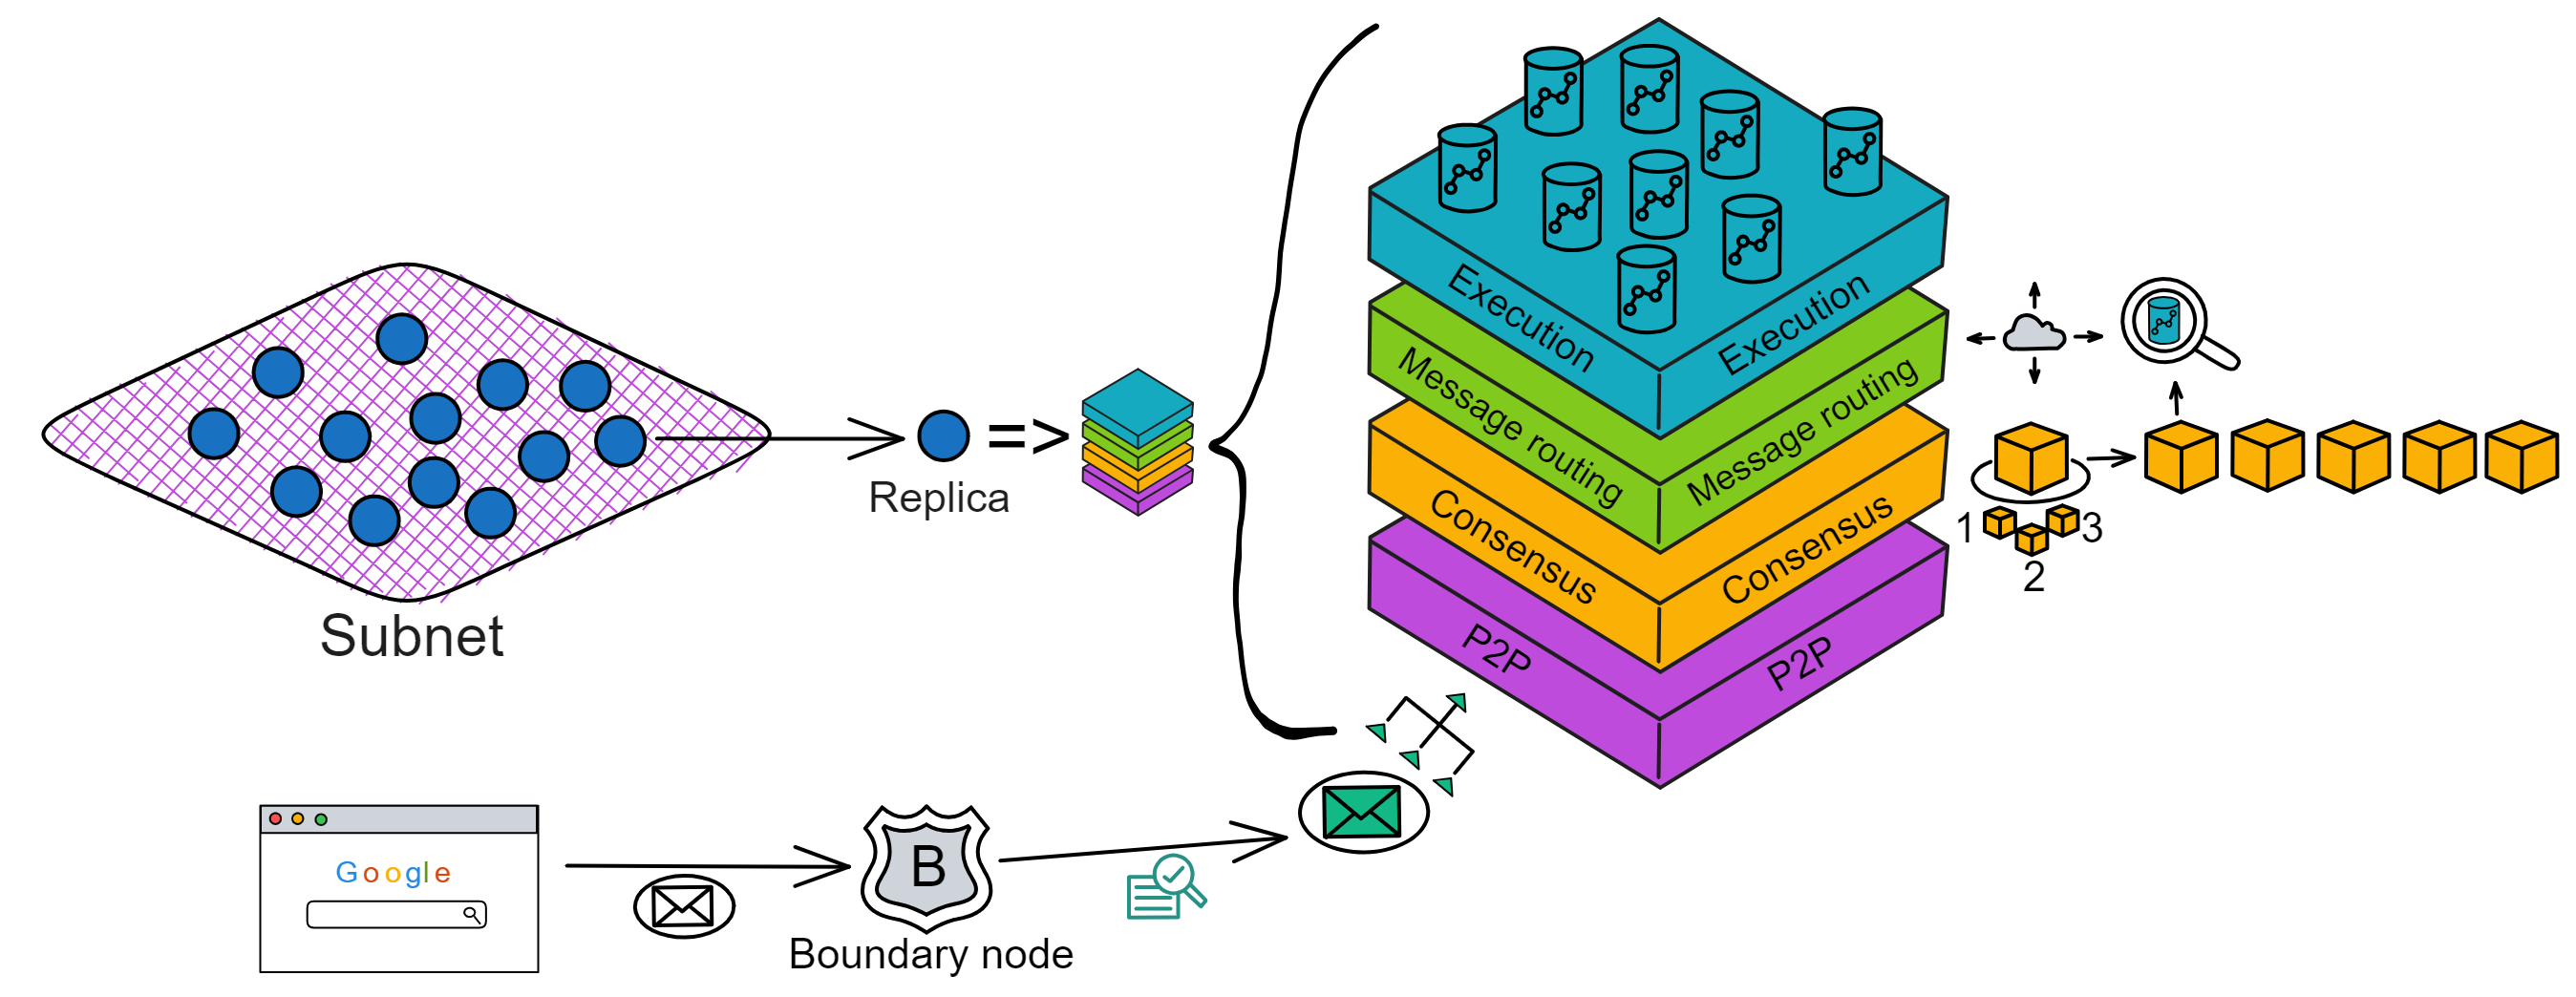 Execution
Execution
Message routing
Message routing
Consensus
Consensus
P2P
P2P
=>
Replica
1
3
2
Subnet
Google
B
Boundary node